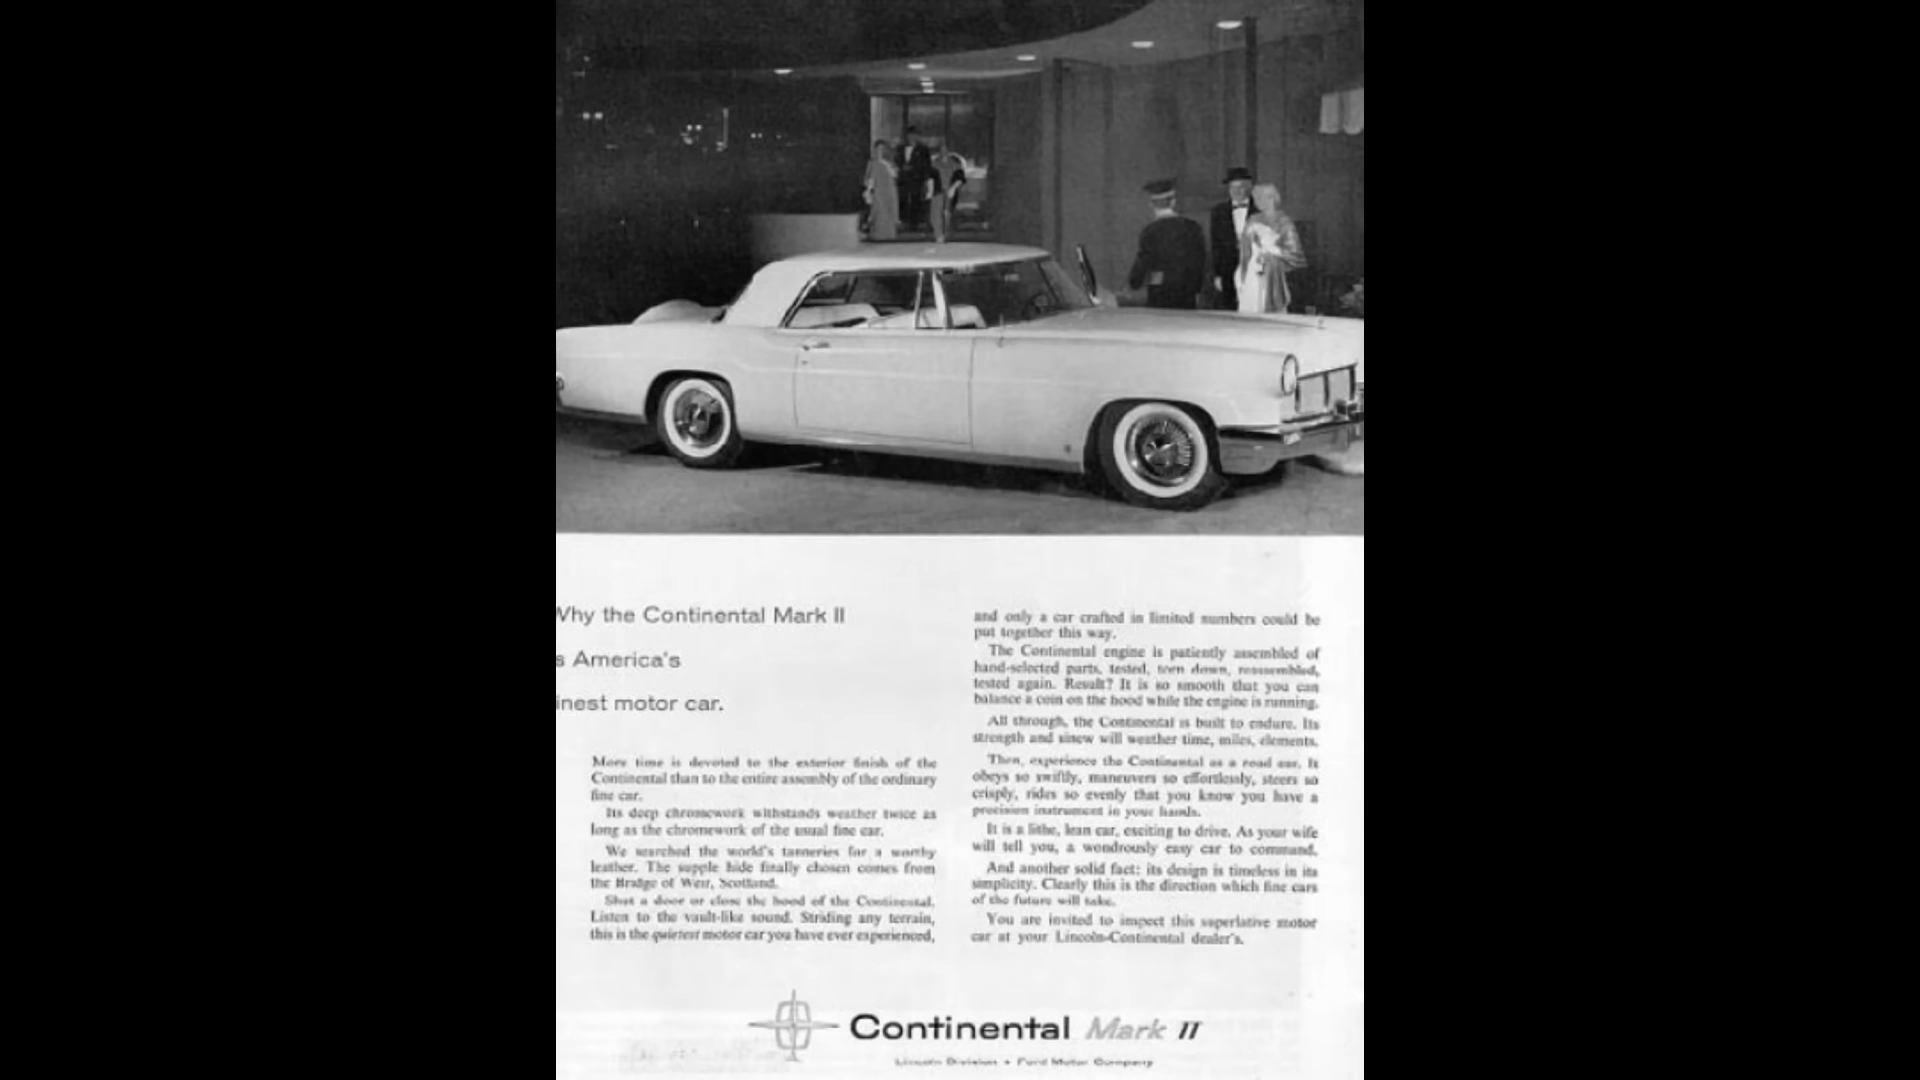 Why the Continental Mark II
s America's
inest motor car.
More time is devoted to the exterior finish of the
Continental than to the entire assembly of the ordinary
fine car.
Its deep chromework withstands weather twice as
long as the chromework of the usual fine car.
We searched the world's tanneries for a worthy
leather. The supple hide finally chosen comes from
the Bridge of Weir, Scotland.
Shut a door or close the hood of the Continental.
Listen to the vault-like sound. Striding any terrain,
this is the quietest motor car you have ever experienced,
and only a car crafted in limited numbers could be
put together this way.
The Continental engine is patiently assembled of
hand-selected parts, tested, torn down, reassembled,
tested again. Result? It is so smooth that you can
balance a coin on the hood while the engine is running.
All through, the Continental is built to endure. Its
strength and sinew will weather time, miles, elements.
Then, experience the Continental as a road car. It
obeys so swiftly, maneuvers so effortlessly, steers so
crisply, rides so evenly that you know you have a
precision instrument in your hands.
It is a lithe, lean car, exciting to drive. As your wife
will tell you, a wondrously easy car to command.
And another solid fact: its design is timeless in its
simplicity. Clearly this is the direction which fine cars
of the future will take.
You are invited to inspect this superlative motor
car at your Lincoln-Continental dealer's.
Continental Mark II
Lincoln Division • Ford Motor Company